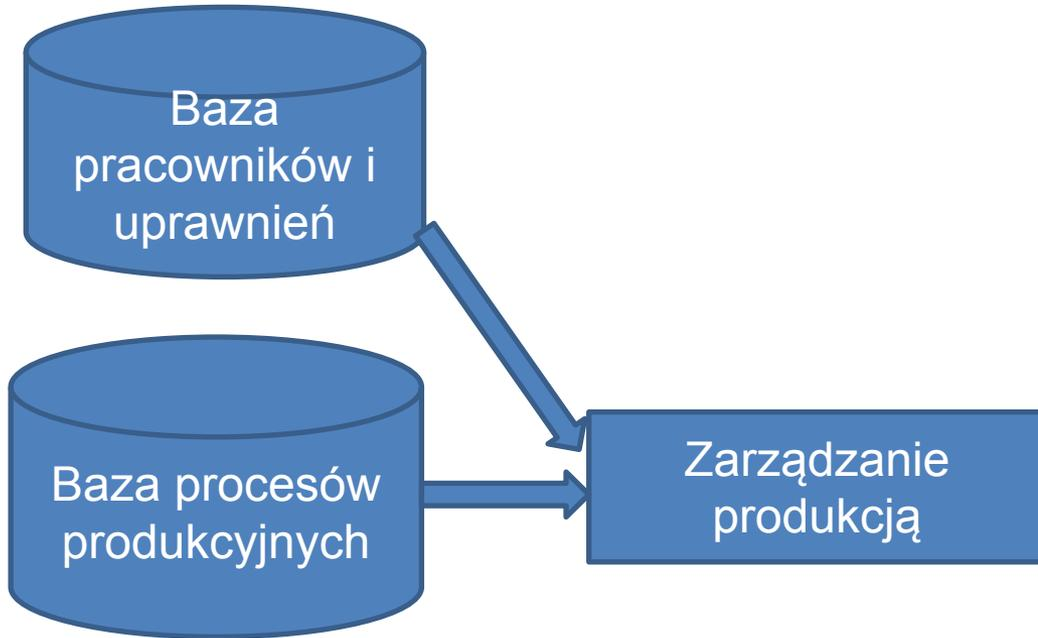 Baza
pracowników i
uprawnień
Baza procesów
produkcyjnych
Zarządzanie
produkcją